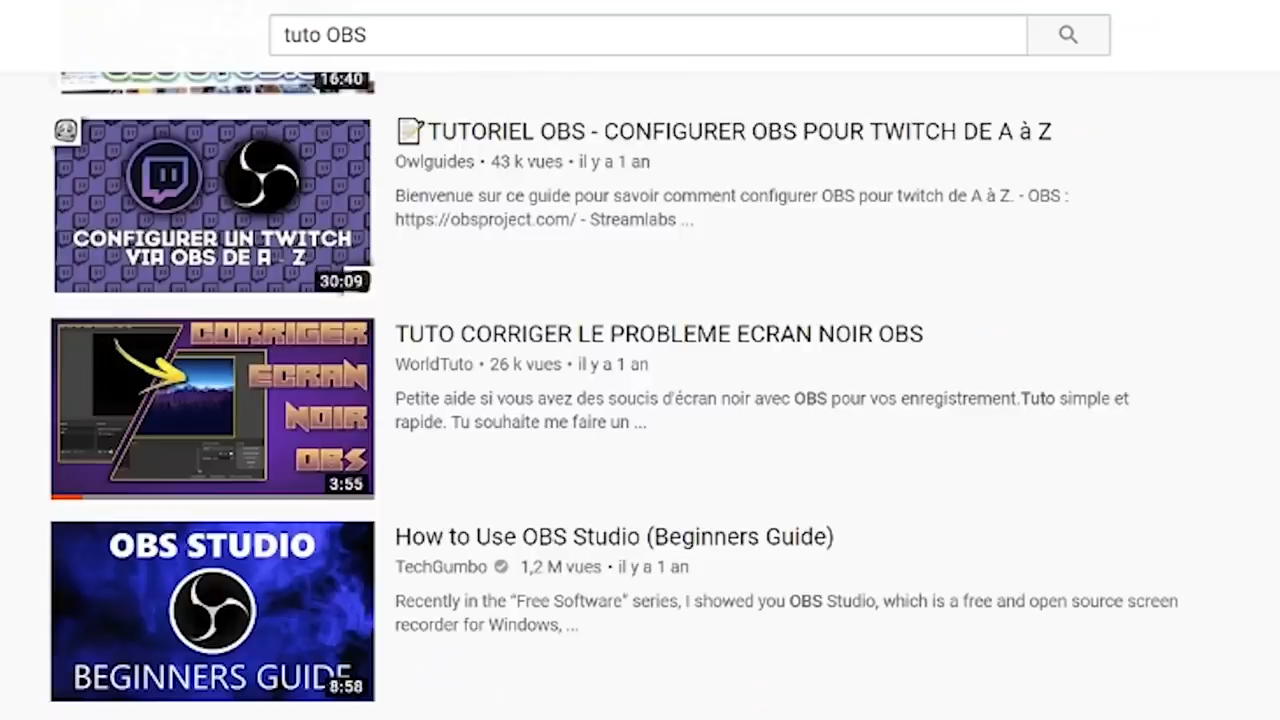 tuto OBS
16:40
📝TUTORIEL OBS - CONFIGURER OBS POUR TWITCH DE A à Z
Owlguides • 43 k vues • il y a 1 an
Bienvenue sur ce guide pour savoir comment configurer OBS pour twitch de A à Z. - OBS :
https://obsproject.com/ - Streamlabs ...
CONFIGURER UN TWITCH
VIA OBS DE A Z
30:09
TUTO CORRIGER LE PROBLEME ECRAN NOIR OBS
WorldTuto • 26 k vues • il y a 1 an
Petite aide si vous avez des soucis d'écran noir avec OBS pour vos enregistrement.Tuto simple et
rapide. Tu souhaite me faire un ...
CORRIGER
ECRAN
NOIR
OBS
3:55
How to Use OBS Studio (Beginners Guide)
TechGumbo 1,2 M vues • il y a 1 an
Recently in the "Free Software" series, I showed you OBS Studio, which is a free and open source screen
recorder for Windows, ...
OBS STUDIO
BEGINNERS GUIDE
8:58